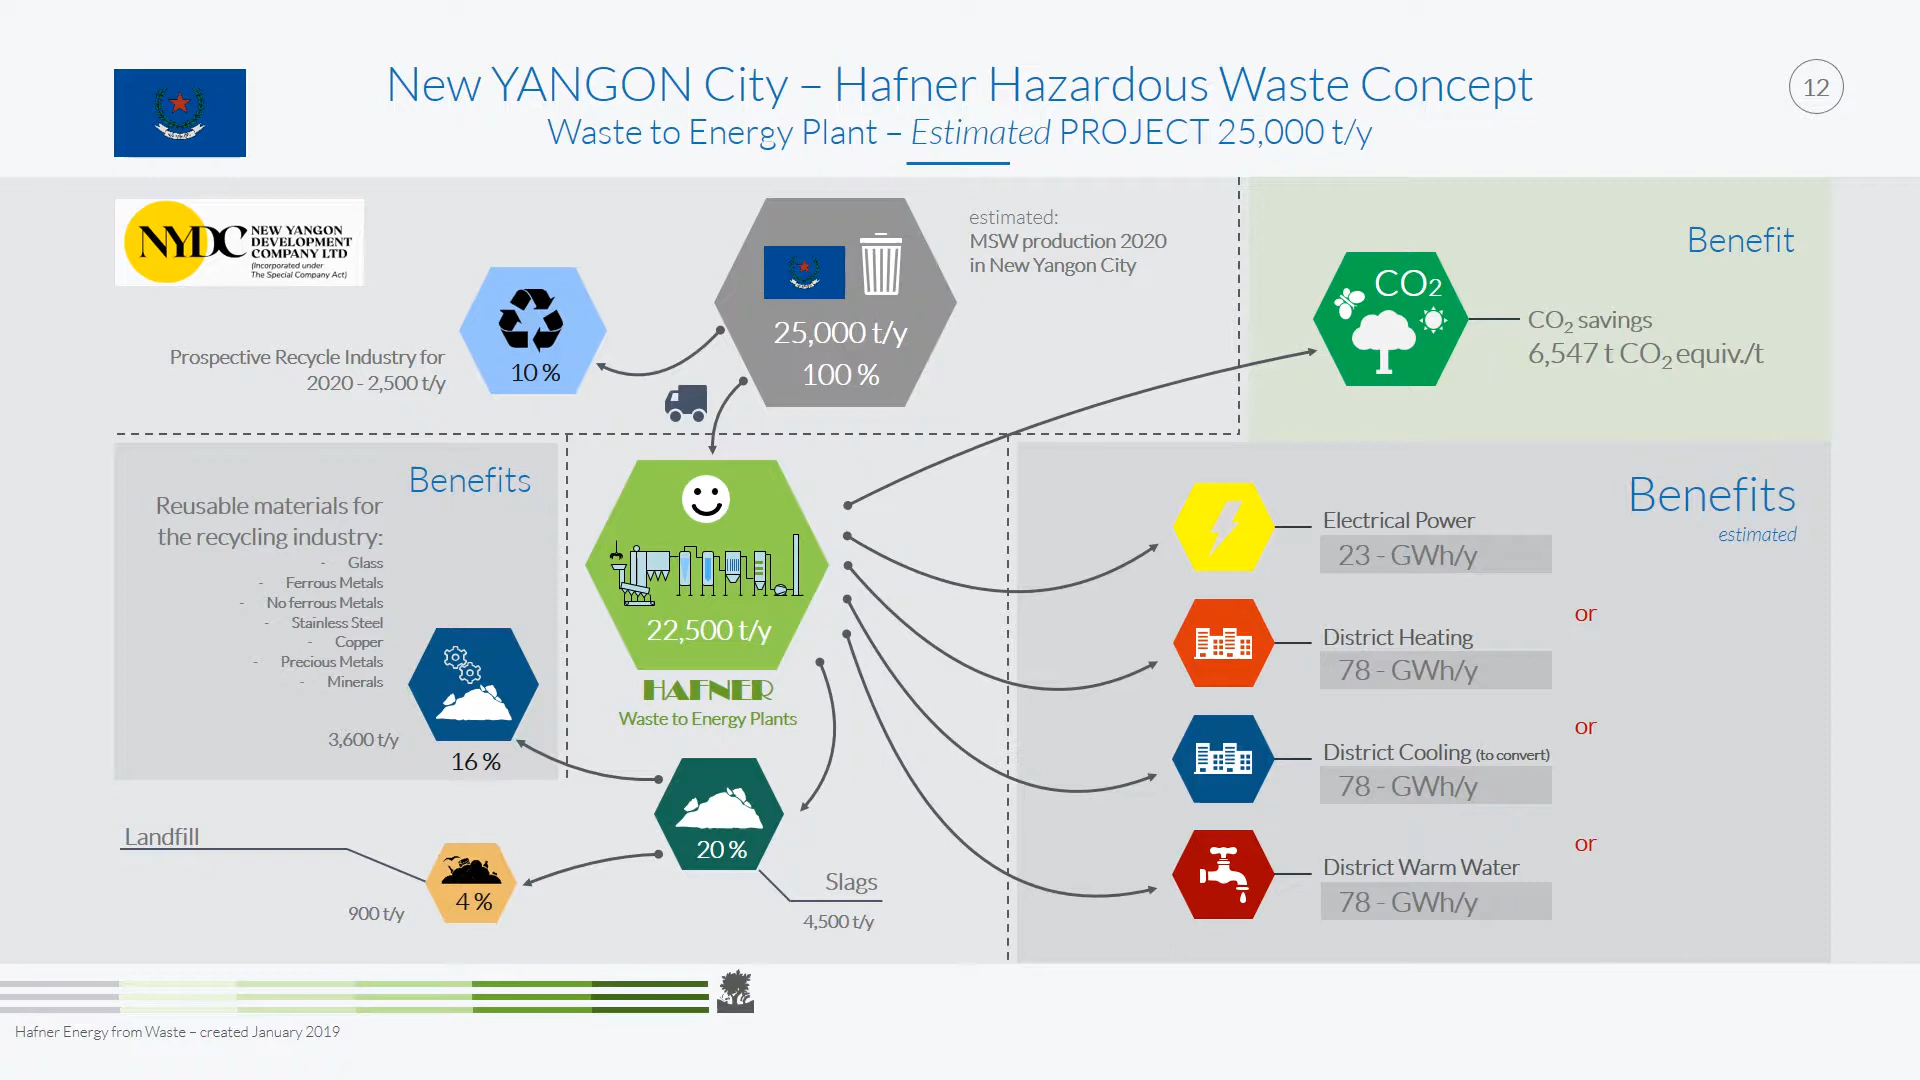 New YANGON City – Hafner Hazardous Waste Concept
Waste to Energy Plant – Estimated PROJECT 25,000 t/y
12
NYDC
NEW YANGON
DEVELOPMENT
COMPANY LTD
(Incorporated under
The Special Company Act)
estimated:
MSW production 2020
in New Yangon City
25,000 t/y
100 %
Prospective Recycle Industry for
2020 - 2,500 t/y
10 %
Benefit
CO2
CO2 savings
6,547 t CO2 equiv./t
Benefits
Reusable materials for
the recycling industry:
- Glass
- Ferrous Metals
- No ferrous Metals
- Stainless Steel
- Copper
- Precious Metals
- Minerals
3,600 t/y
16 %
22,500 t/y
HAFNER
Waste to Energy Plants
20 %
Slags
4,500 t/y
Landfill
4 %
900 t/y
Benefits
estimated
Electrical Power
23 - GWh/y
or
District Heating
78 - GWh/y
or
District Cooling (to convert)
78 - GWh/y
or
District Warm Water
78 - GWh/y
Hafner Energy from Waste – created January 2019